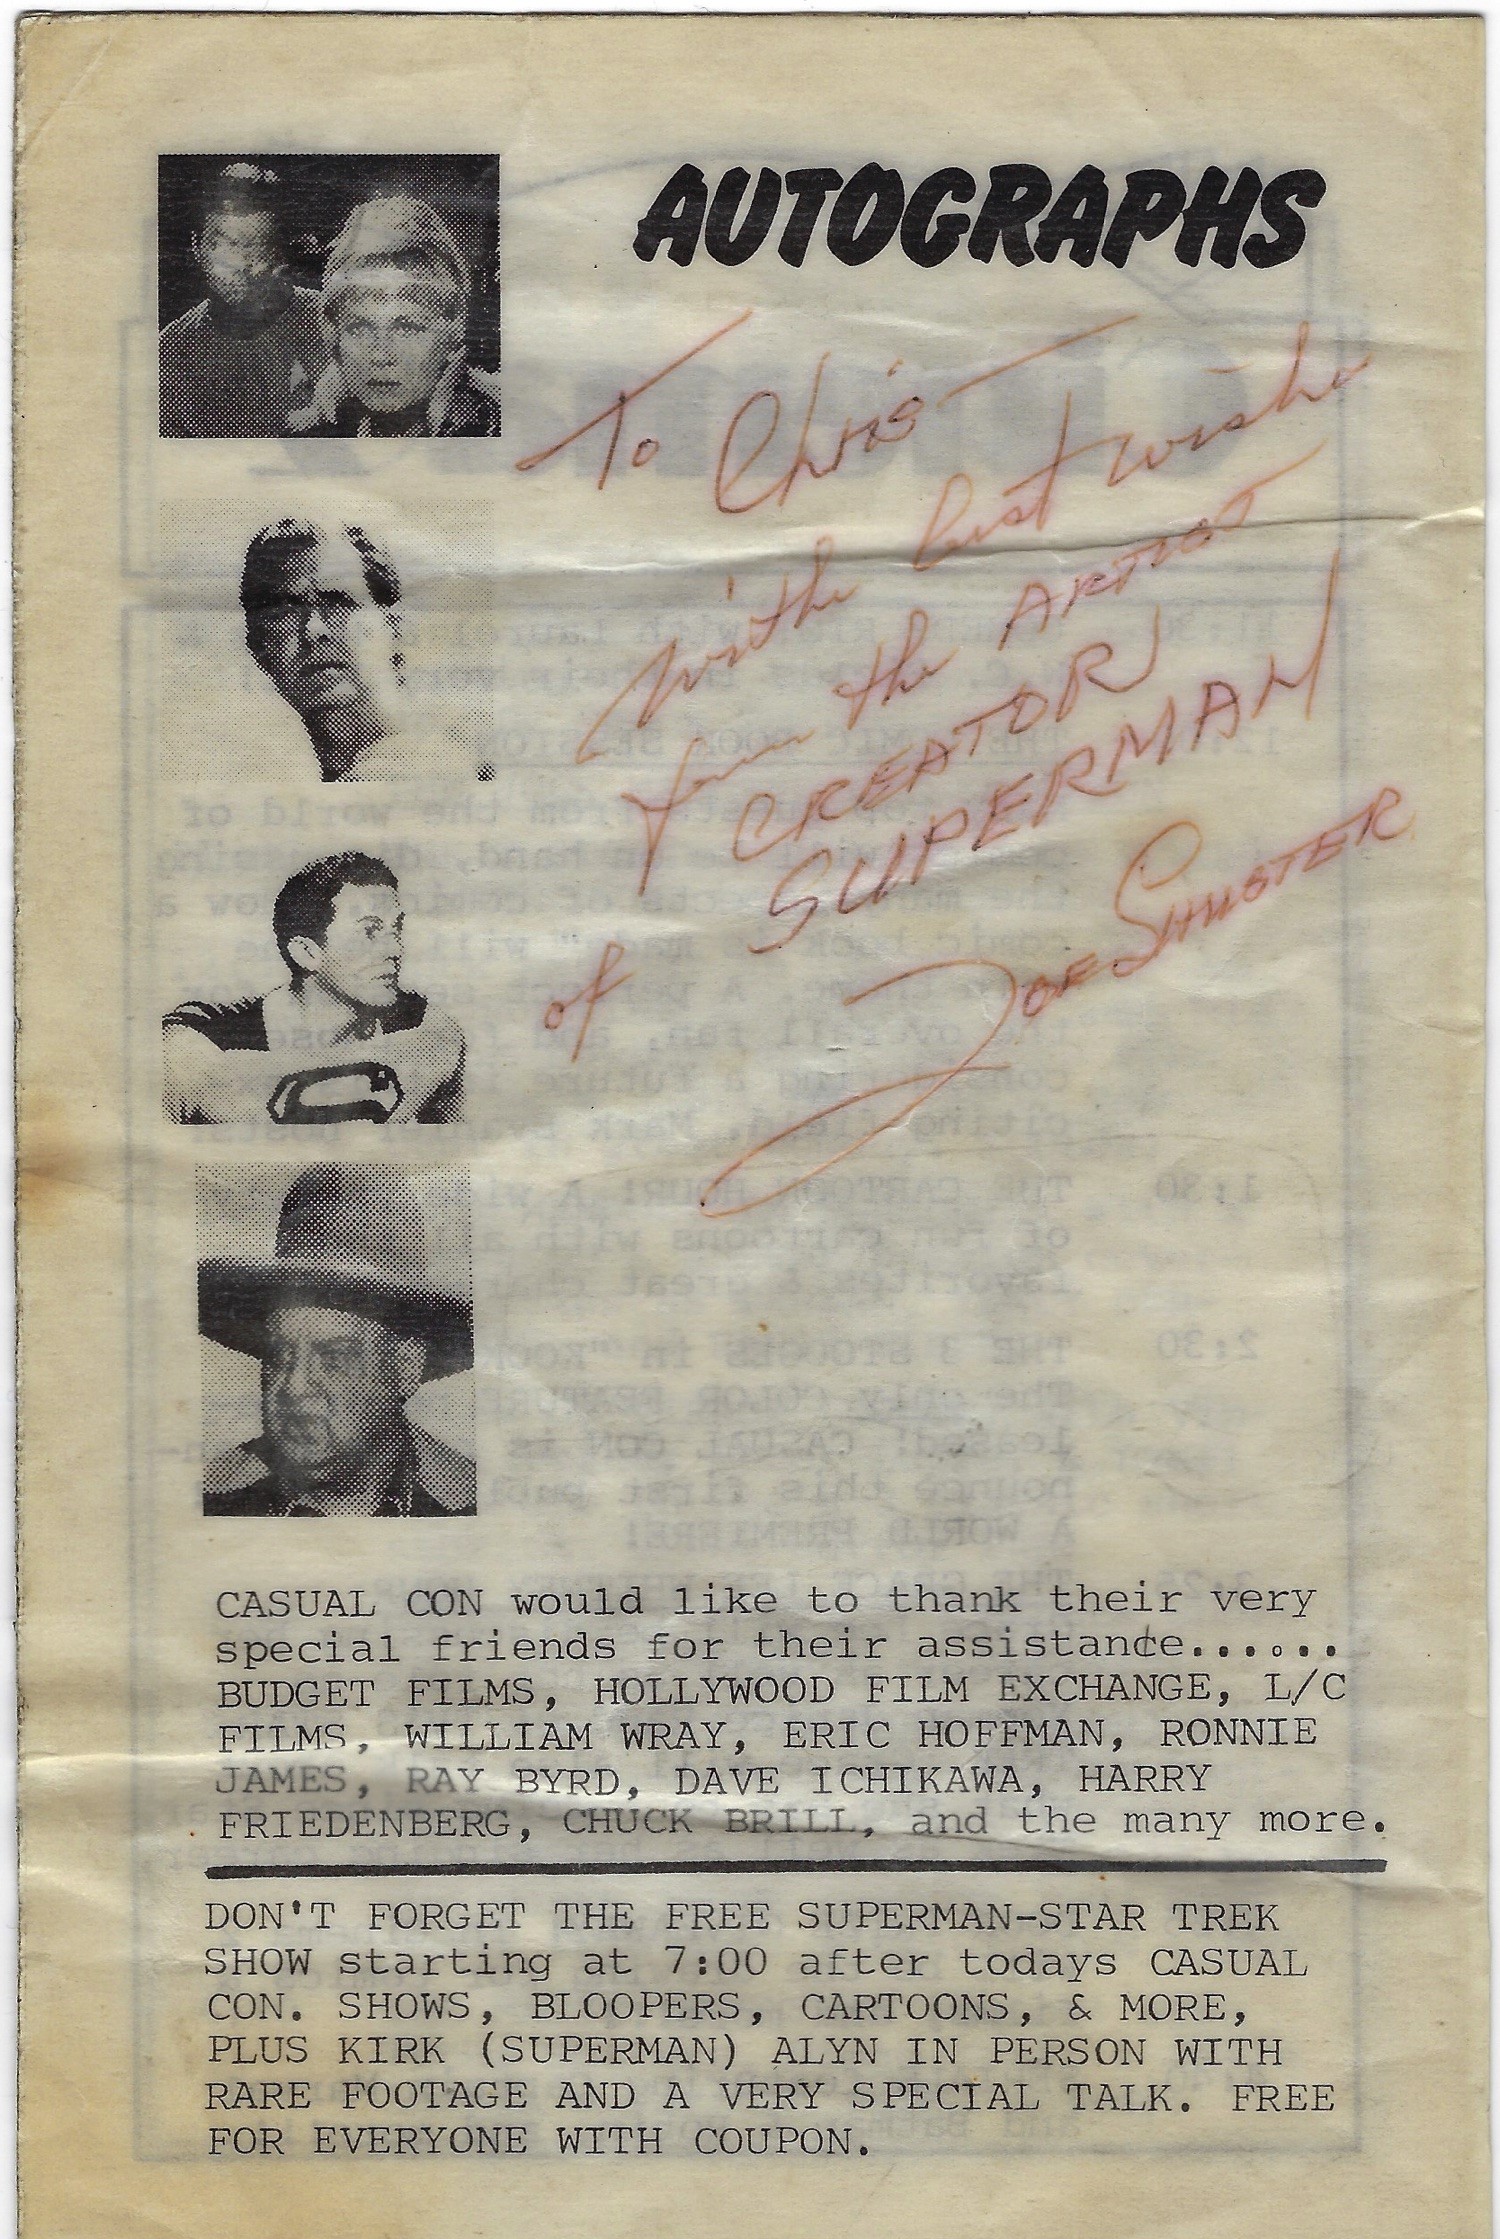 AUTOGRAPHS
To Chris
with best wishes
from the ARTIST
CREATOR
of SUPERMAN
JOE SHUSTER
CASUAL CON would like to thank their very
special friends for their assistance......
BUDGET FILMS, HOLLYWOOD FILM EXCHANGE, L/C
FILMS, WILLIAM WRAY, ERIC HOFFMAN, RONNIE
JAMES, RAY BYRD, DAVE ICHIKAWA, HARRY
FRIEDENBERG, CHUCK BRILL, and the many more.
DON'T FORGET THE FREE SUPERMAN-STAR TREK
SHOW starting at 7:00 after todays CASUAL
CON. SHOWS, BLOOPERS, CARTOONS, & MORE,
PLUS KIRK (SUPERMAN) ALYN IN PERSON WITH
RARE FOOTAGE AND A VERY SPECIAL TALK. FREE
FOR EVERYONE WITH COUPON.